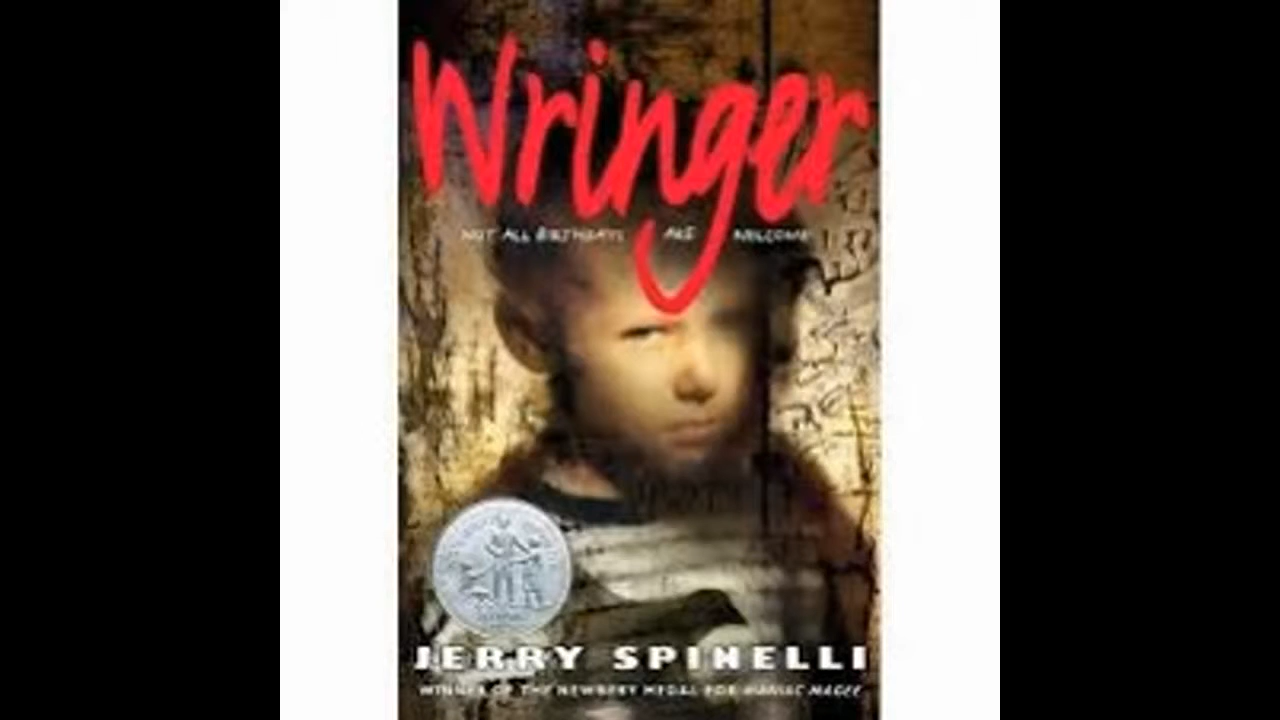 Wringer
NOT ALL BIRTHDAYS ARE WELCOME
JERRY SPINELLI
WINNER OF THE NEWBERY MEDAL FOR MANIAC MAGEE